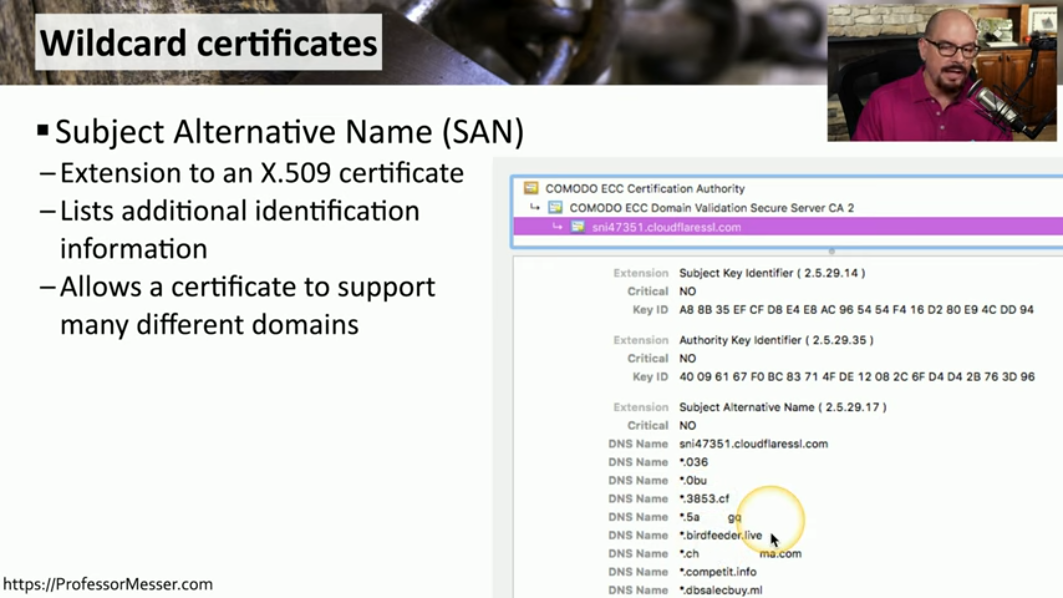 Wildcard certificates
▪ Subject Alternative Name (SAN)
– Extension to an X.509 certificate
– Lists additional identification
information
– Allows a certificate to support
many different domains
COMODO ECC Certification Authority
COMODO ECC Domain Validation Secure Server CA 2
sni47351.cloudflaressl.com
Extension Subject Key Identifier ( 2.5.29.14 )
Critical NO
Key ID A8 8B 35 EF CF D8 E4 E8 AC 96 54 54 F4 16 D2 80 E9 4C DD 94
Extension Authority Key Identifier ( 2.5.29.35 )
Critical NO
Key ID 40 09 61 67 F0 BC 83 71 4F DE 12 08 2C 6F D4 D4 2B 76 3D 96
Extension Subject Alternative Name ( 2.5.29.17 )
Critical NO
DNS Name sni47351.cloudflaressl.com
DNS Name *.036
DNS Name *.0bu
DNS Name *.3853.cf
DNS Name *.5a gq
DNS Name *.birdfeeder.live
DNS Name *.ch ma.com
DNS Name *.competit.info
DNS Name *.dbsalecbuy.ml
https://ProfessorMesser.com